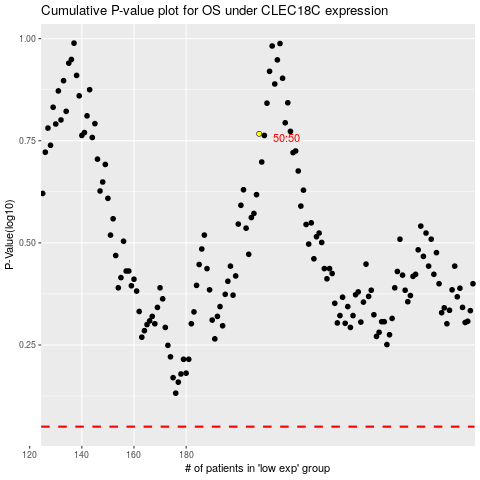 Cumulative P-value plot for OS under CLEC18C expression
P-Value(log10)
1.00
0.75
0.50
0.25
50:50
120 140 160 180
# of patients in 'low exp' group